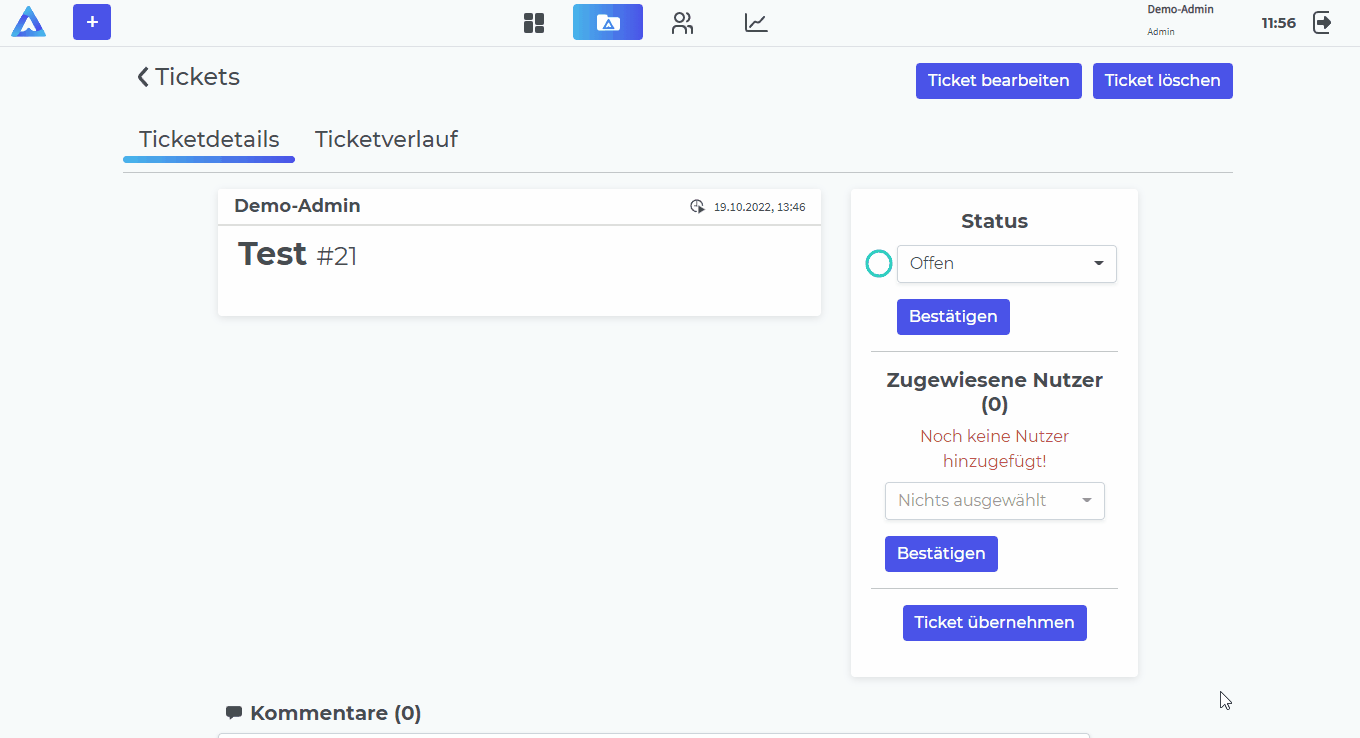 +
Demo-Admin
Admin
11:56
Tickets
Ticket bearbeiten
Ticket löschen
Ticketdetails
Ticketverlauf
Demo-Admin
19.10.2022, 13:46
Test #21
Status
Offen
Bestätigen
Zugewiesene Nutzer
(0)
Noch keine Nutzer
hinzugefügt!
Nichts ausgewählt
Bestätigen
Ticket übernehmen
Kommentare (0)